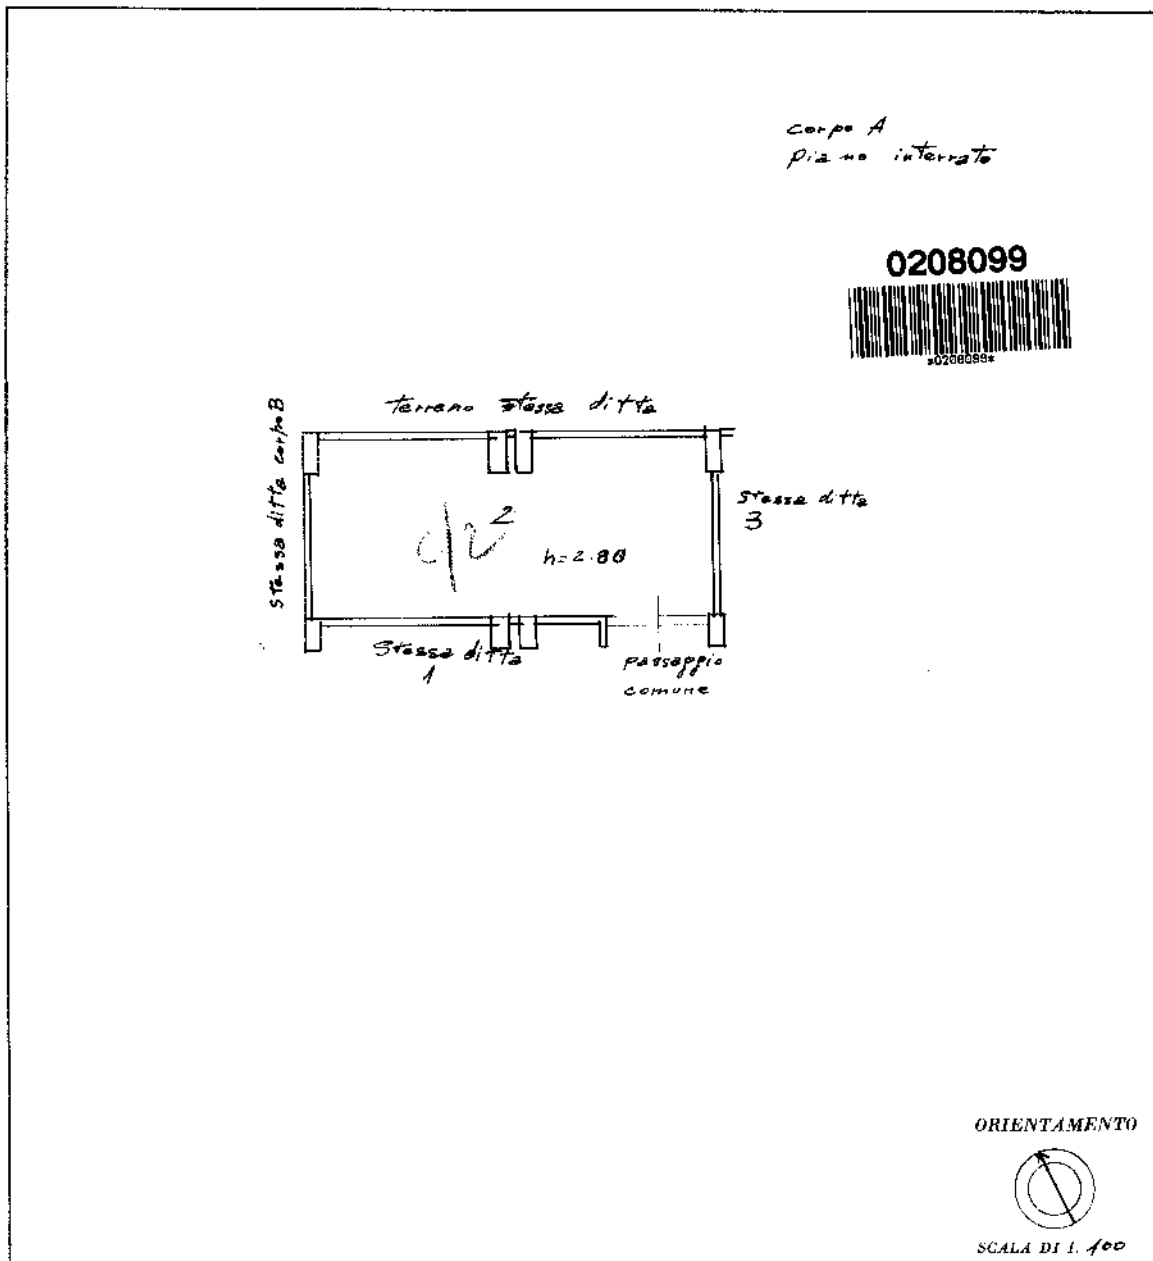 corpo A
piano interrato
0208099
*0208099*
terreno stessa ditta
stessa ditta corpo B
stessa ditta
3
2
h=2.80
stessa ditta
1
passaggio
comune
ORIENTAMENTO
SCALA DI 1. 100